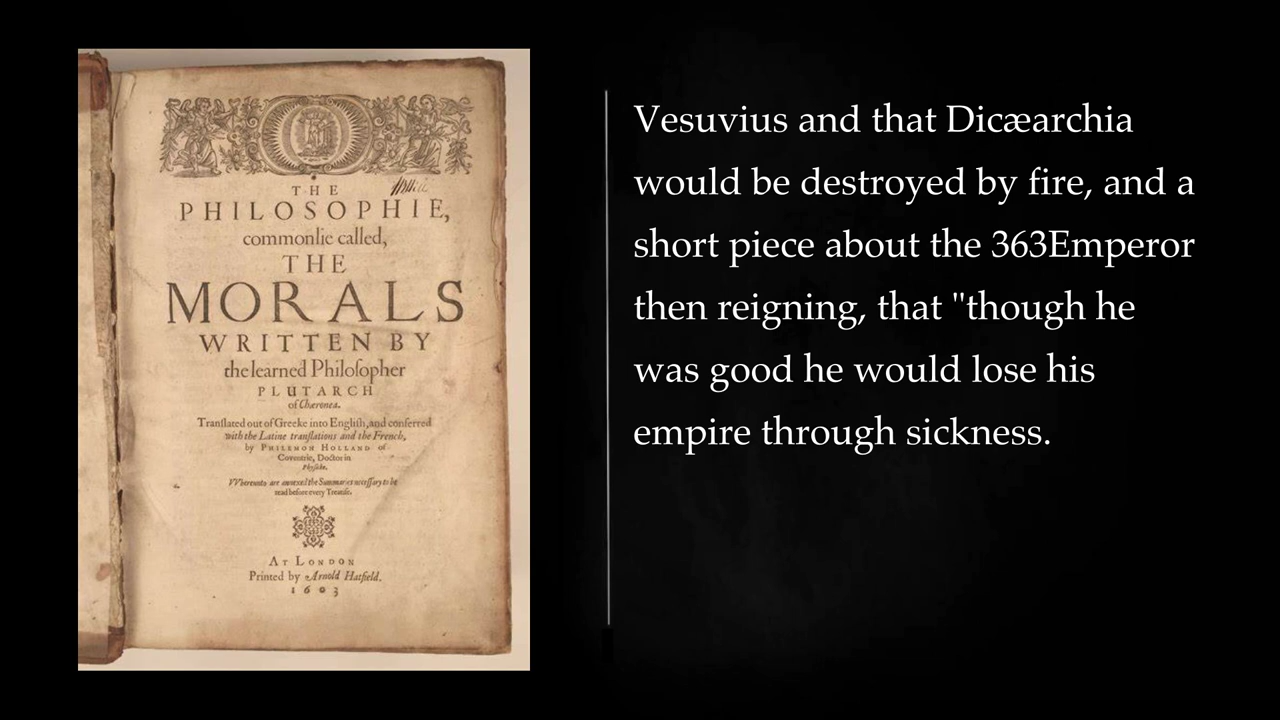 THE
PHILOSOPHIE,
commonlie called,
THE
MORALS
WRITTEN BY
the learned Philoſopher
PLUTARCH
of Chæronea.
Tranſlated out of Greeke into Engliſh, and conferred
with the Latine tranſlations and the French,
by PHILEMON HOLLAND of
Coventrie, Doctor in
Phyſicke.
VVhereunto are annexed the Summaries neceſſary to be
read before every Treatiſe.
AT LONDON
Printed by Arnold Hatfield.
1603
Vesuvius and that Dicæarchia
would be destroyed by fire, and a
short piece about the 363Emperor
then reigning, that "though he
was good he would lose his
empire through sickness.